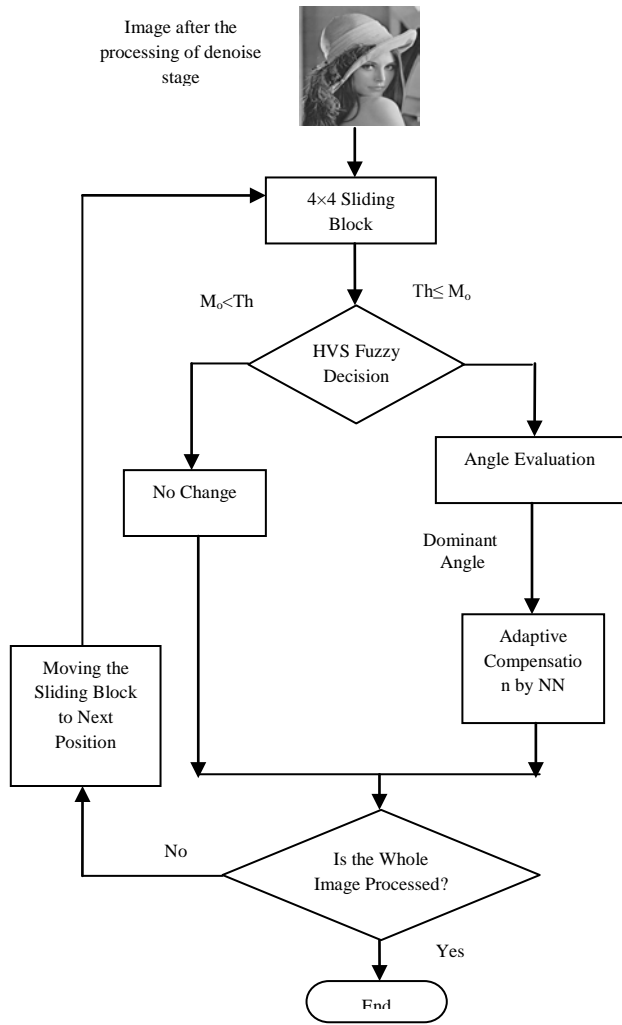 Image after the
processing of denoise
stage
4×4 Sliding
Block
Mo<Th
Th≤ Mo
HVS Fuzzy
Decision
No Change
Angle Evaluation
Dominant
Angle
Adaptive
Compensatio
n by NN
Moving the
Sliding Block
to Next
Position
No
Is the Whole
Image Processed?
Yes
End